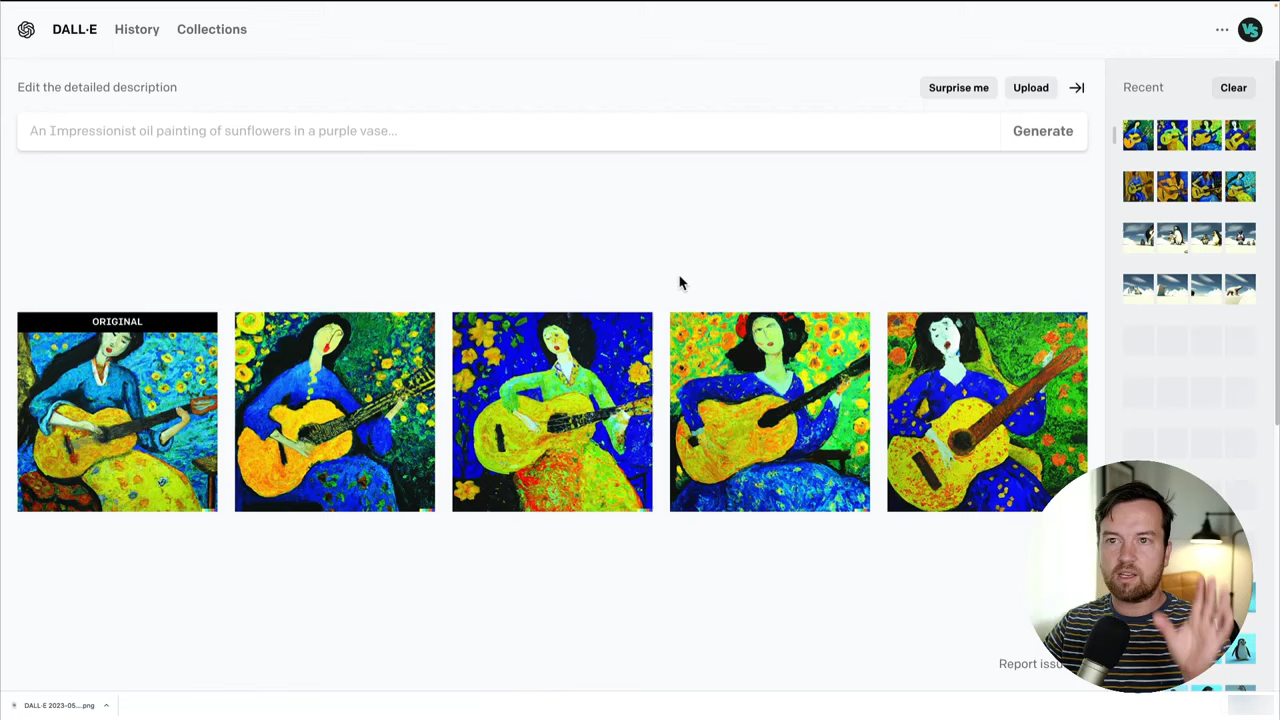 DALL·E History Collections
VS
Edit the detailed description
Surprise me
Upload
Recent
Clear
An Impressionist oil painting of sunflowers in a purple vase...
Generate
ORIGINAL
Report issu
DALL·E 2023-05....png